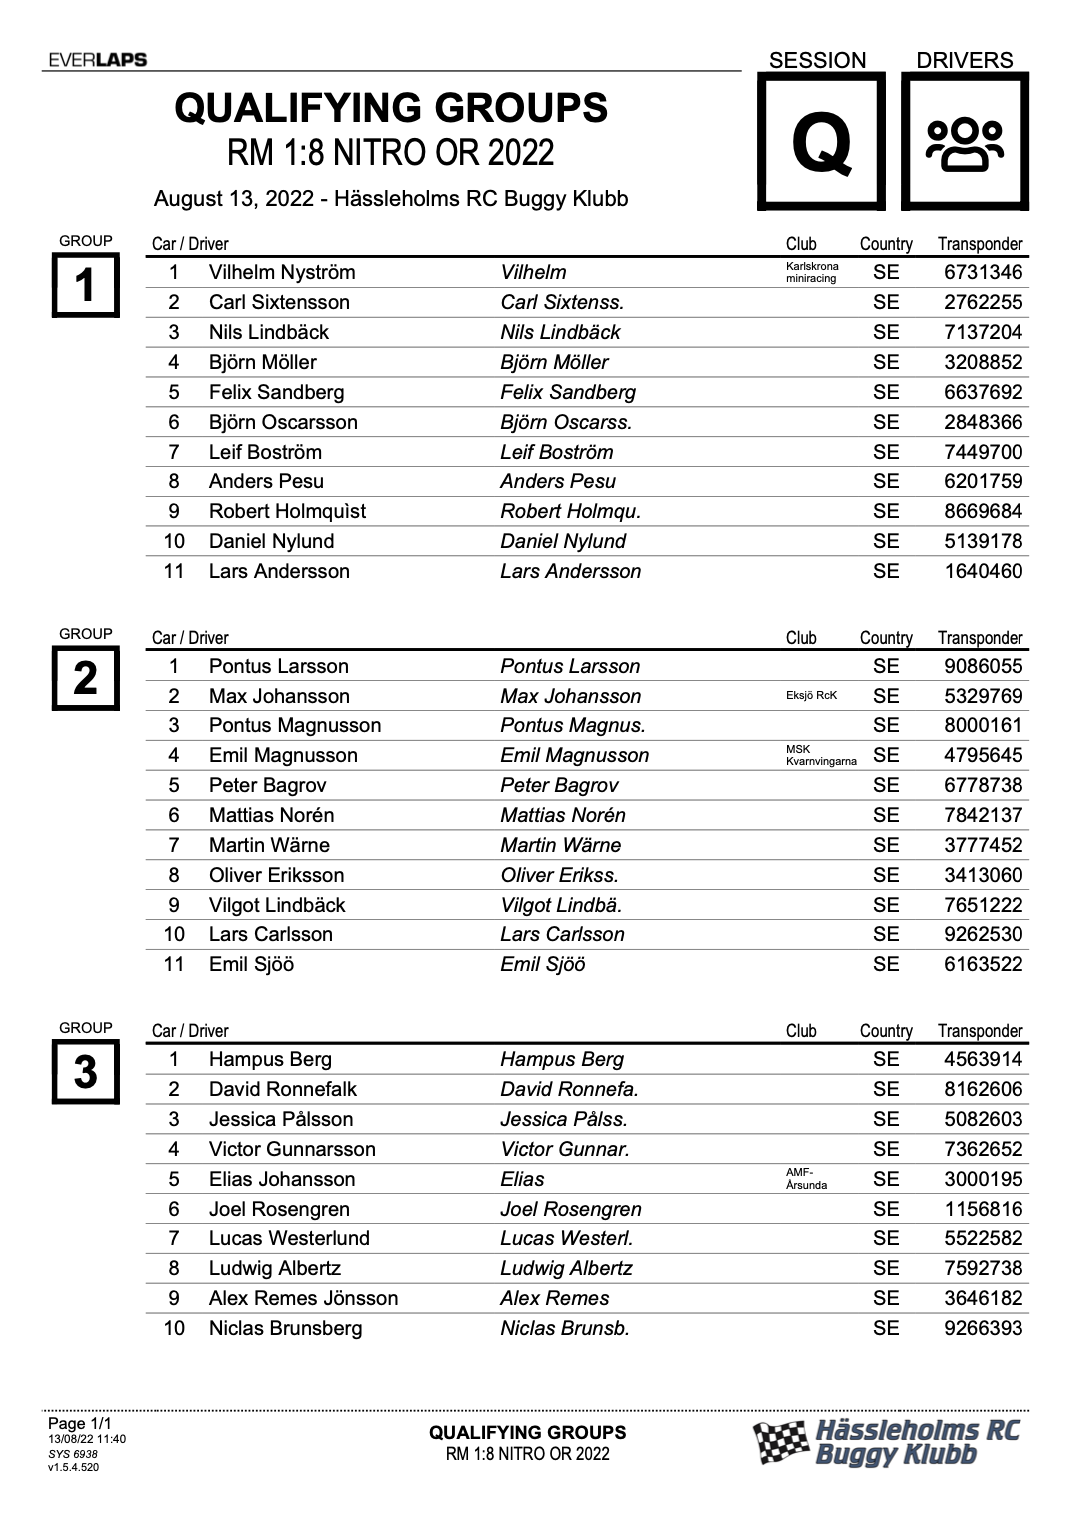 EVERLAPS
SESSION DRIVERS
QUALIFYING GROUPS
RM 1:8 NITRO OR 2022
August 13, 2022 - Hässleholms RC Buggy Klubb
Q
GROUP
1
Car / Driver Club Country Transponder
1 Vilhelm Nyström Vilhelm Karlskrona miniracing SE 6731346
2 Carl Sixtensson Carl Sixtenss. SE 2762255
3 Nils Lindbäck Nils Lindbäck SE 7137204
4 Björn Möller Björn Möller SE 3208852
5 Felix Sandberg Felix Sandberg SE 6637692
6 Björn Oscarsson Björn Oscarss. SE 2848366
7 Leif Boström Leif Boström SE 7449700
8 Anders Pesu Anders Pesu SE 6201759
9 Robert Holmquìst Robert Holmqu. SE 8669684
10 Daniel Nylund Daniel Nylund SE 5139178
11 Lars Andersson Lars Andersson SE 1640460
GROUP
2
Car / Driver Club Country Transponder
1 Pontus Larsson Pontus Larsson SE 9086055
2 Max Johansson Max Johansson Eksjö RcK SE 5329769
3 Pontus Magnusson Pontus Magnus. SE 8000161
4 Emil Magnusson Emil Magnusson MSK Kvarnvingarna SE 4795645
5 Peter Bagrov Peter Bagrov SE 6778738
6 Mattias Norén Mattias Norén SE 7842137
7 Martin Wärne Martin Wärne SE 3777452
8 Oliver Eriksson Oliver Erikss. SE 3413060
9 Vilgot Lindbäck Vilgot Lindbä. SE 7651222
10 Lars Carlsson Lars Carlsson SE 9262530
11 Emil Sjöö Emil Sjöö SE 6163522
GROUP
3
Car / Driver Club Country Transponder
1 Hampus Berg Hampus Berg SE 4563914
2 David Ronnefalk David Ronnefa. SE 8162606
3 Jessica Pålsson Jessica Pålss. SE 5082603
4 Victor Gunnarsson Victor Gunnar. SE 7362652
5 Elias Johansson Elias AMF-Årsunda SE 3000195
6 Joel Rosengren Joel Rosengren SE 1156816
7 Lucas Westerlund Lucas Westerl. SE 5522582
8 Ludwig Albertz Ludwig Albertz SE 7592738
9 Alex Remes Jönsson Alex Remes SE 3646182
10 Niclas Brunsberg Niclas Brunsb. SE 9266393
Page 1/1
13/08/22 11:40
SYS 6938
v1.5.4.520
QUALIFYING GROUPS
RM 1:8 NITRO OR 2022
Hässleholms RC
Buggy Klubb